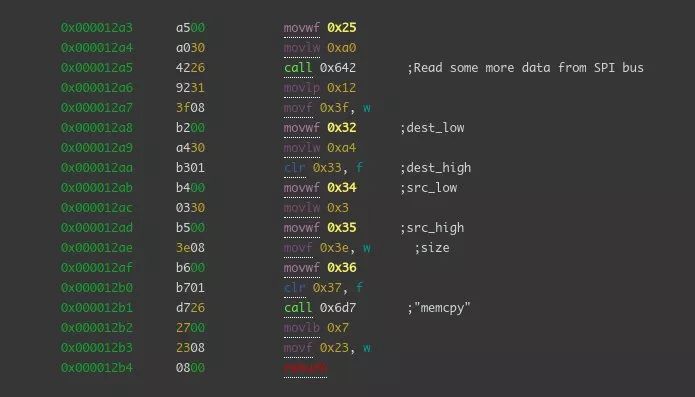 0x000012a3 a500 movwf 0x25
0x000012a4 a030 movlw 0xa0
0x000012a5 4226 call 0x642 ;Read some more data from SPI bus
0x000012a6 9231 movlp 0x12
0x000012a7 3f08 movf 0x3f, w
0x000012a8 b200 movwf 0x32 ;dest_low
0x000012a9 a430 movlw 0xa4
0x000012aa b301 clr 0x33, f ;dest_high
0x000012ab b400 movwf 0x34 ;src_low
0x000012ac 0330 movlw 0x3
0x000012ad b500 movwf 0x35 ;src_high
0x000012ae 3e08 movf 0x3e, w ;size
0x000012af b600 movwf 0x36
0x000012b0 b701 clr 0x37, f
0x000012b1 d726 call 0x6d7 ;"memcpy"
0x000012b2 2700 movlb 0x7
0x000012b3 2308 movf 0x23, w
0x000012b4 0800